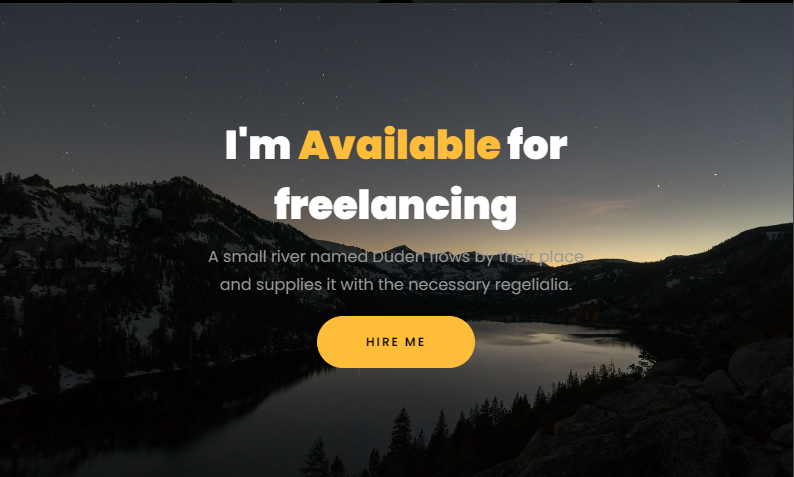 I'm Available for
freelancing
A small river named Duden flows by their place
and supplies it with the necessary regelialia.
HIRE ME